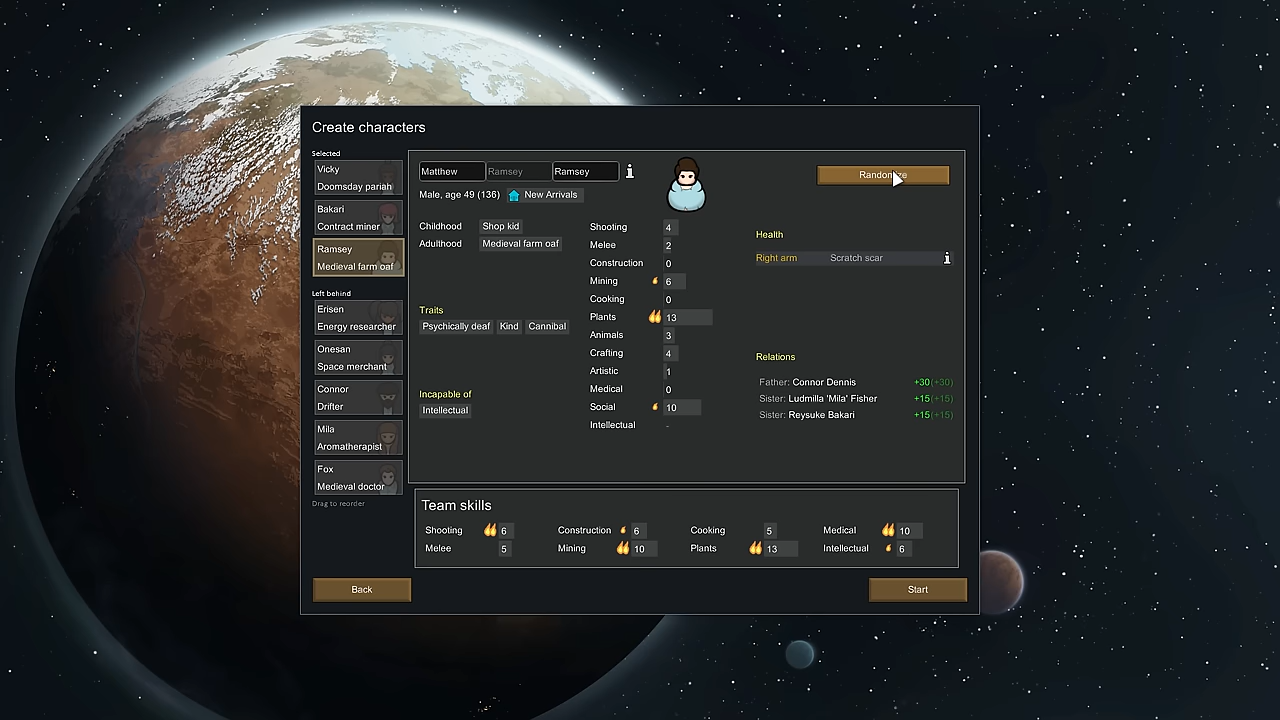 Create characters
Selected
Vicky
Doomsday pariah
Bakari
Contract miner
Ramsey
Medieval farm oaf
Left behind
Erisen
Energy researcher
Onesan
Space merchant
Connor
Drifter
Mila
Aromatherapist
Fox
Medieval doctor
Drag to reorder
Matthew Ramsey Ramsey
Male, age 49 (136) New Arrivals
Childhood Shop kid
Adulthood Medieval farm oaf
Traits
Psychically deaf Kind Cannibal
Incapable of
Intellectual
Shooting 4
Melee 2
Construction 0
Mining 6
Cooking 0
Plants 13
Animals 3
Crafting 4
Artistic 1
Medical 0
Social 10
Intellectual -
Randomize
Health
Right arm Scratch scar
Relations
Father: Connor Dennis +30(+30)
Sister: Ludmilla 'Mila' Fisher +15(+15)
Sister: Reysuke Bakari +15(+15)
Team skills
Shooting 6 Construction 6 Cooking 5 Medical 10
Melee 5 Mining 10 Plants 13 Intellectual 6
Back Start